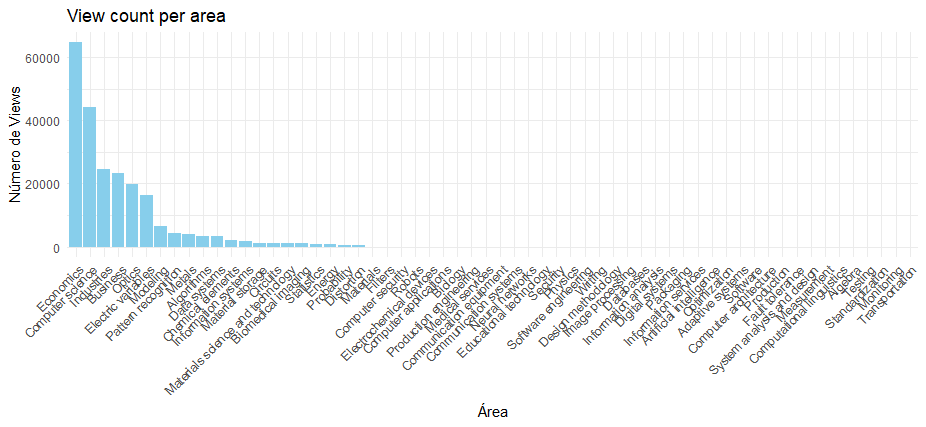 View count per area
Número de Views
60000
40000
20000
0
Economics
Computer science
Industries
Business
Optics
Electric variables
Modeling
Pattern recognition
Metals
Algorithms
Data systems
Chemical elements
Information systems
Material storage
Circuits
Materials science and technology
Biomedical imaging
Statistics
Energy
Probability
Distortion
Materials
Filters
Computer security
Robots
Electrochemical devices
Computer applications
Biology
Production engineering
Medical services
Communication equipment
Communication systems
Neural networks
Educational technology
Security
Physics
Software engineering
Wiring
Design methodology
Image processing
Databases
Information analysis
Digital systems
Packaging
Information services
Artificial intelligence
Optimization
Adaptive systems
Software
Computer architecture
Production
Fault tolerance
System analysis and design
Measurement
Computational linguistics
Algebra
Testing
Standardization
Monitoring
Transportation
Área